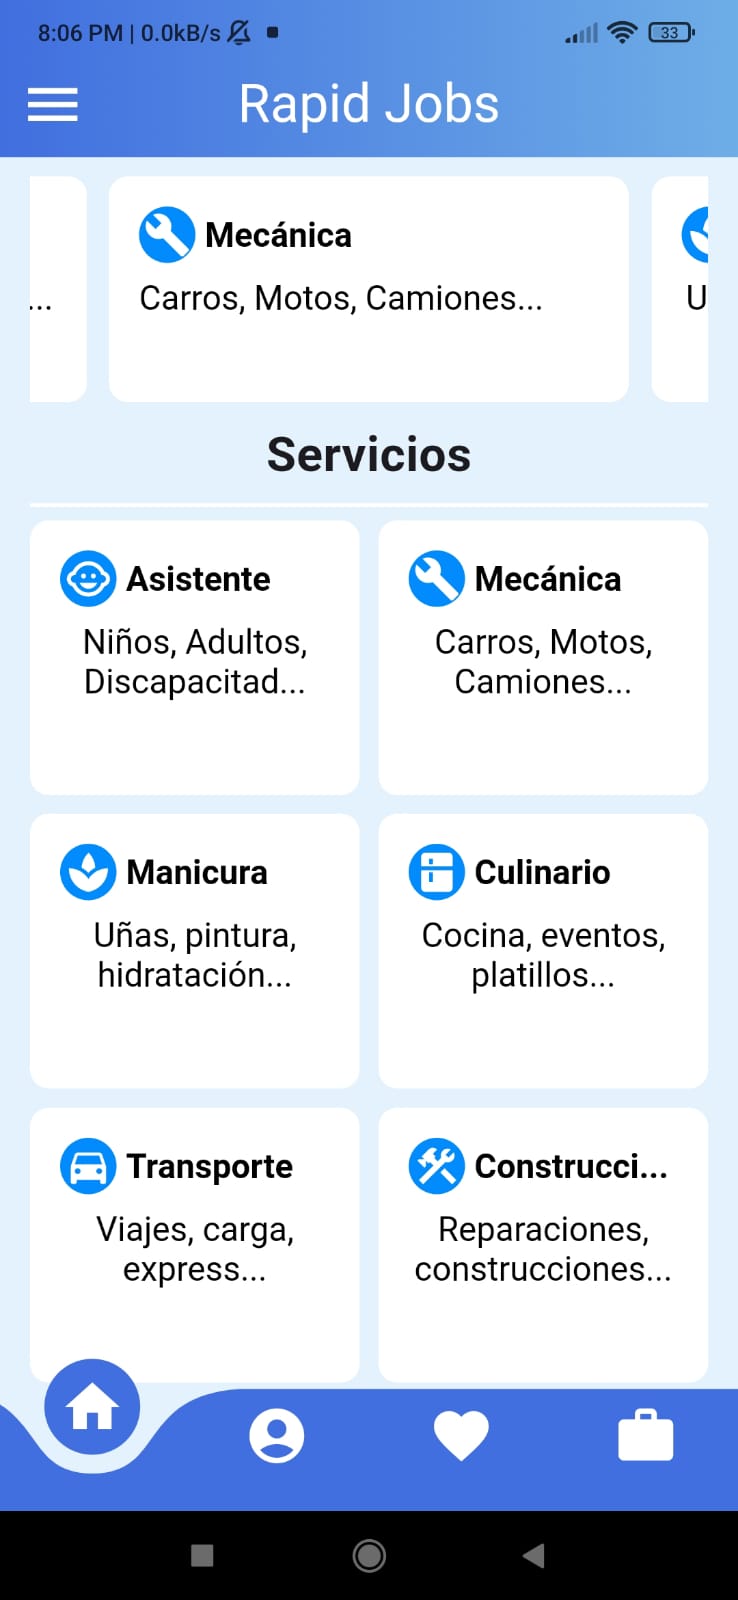 8:06 PM | 0.0kB/s
33
Rapid Jobs
...
Mecánica
Carros, Motos, Camiones...
U
Servicios
Asistente
Niños, Adultos,
Discapacitad...
Mecánica
Carros, Motos,
Camiones...
Manicura
Uñas, pintura,
hidratación...
Culinario
Cocina, eventos,
platillos...
Transporte
Viajes, carga,
express...
Construcci...
Reparaciones,
construcciones...